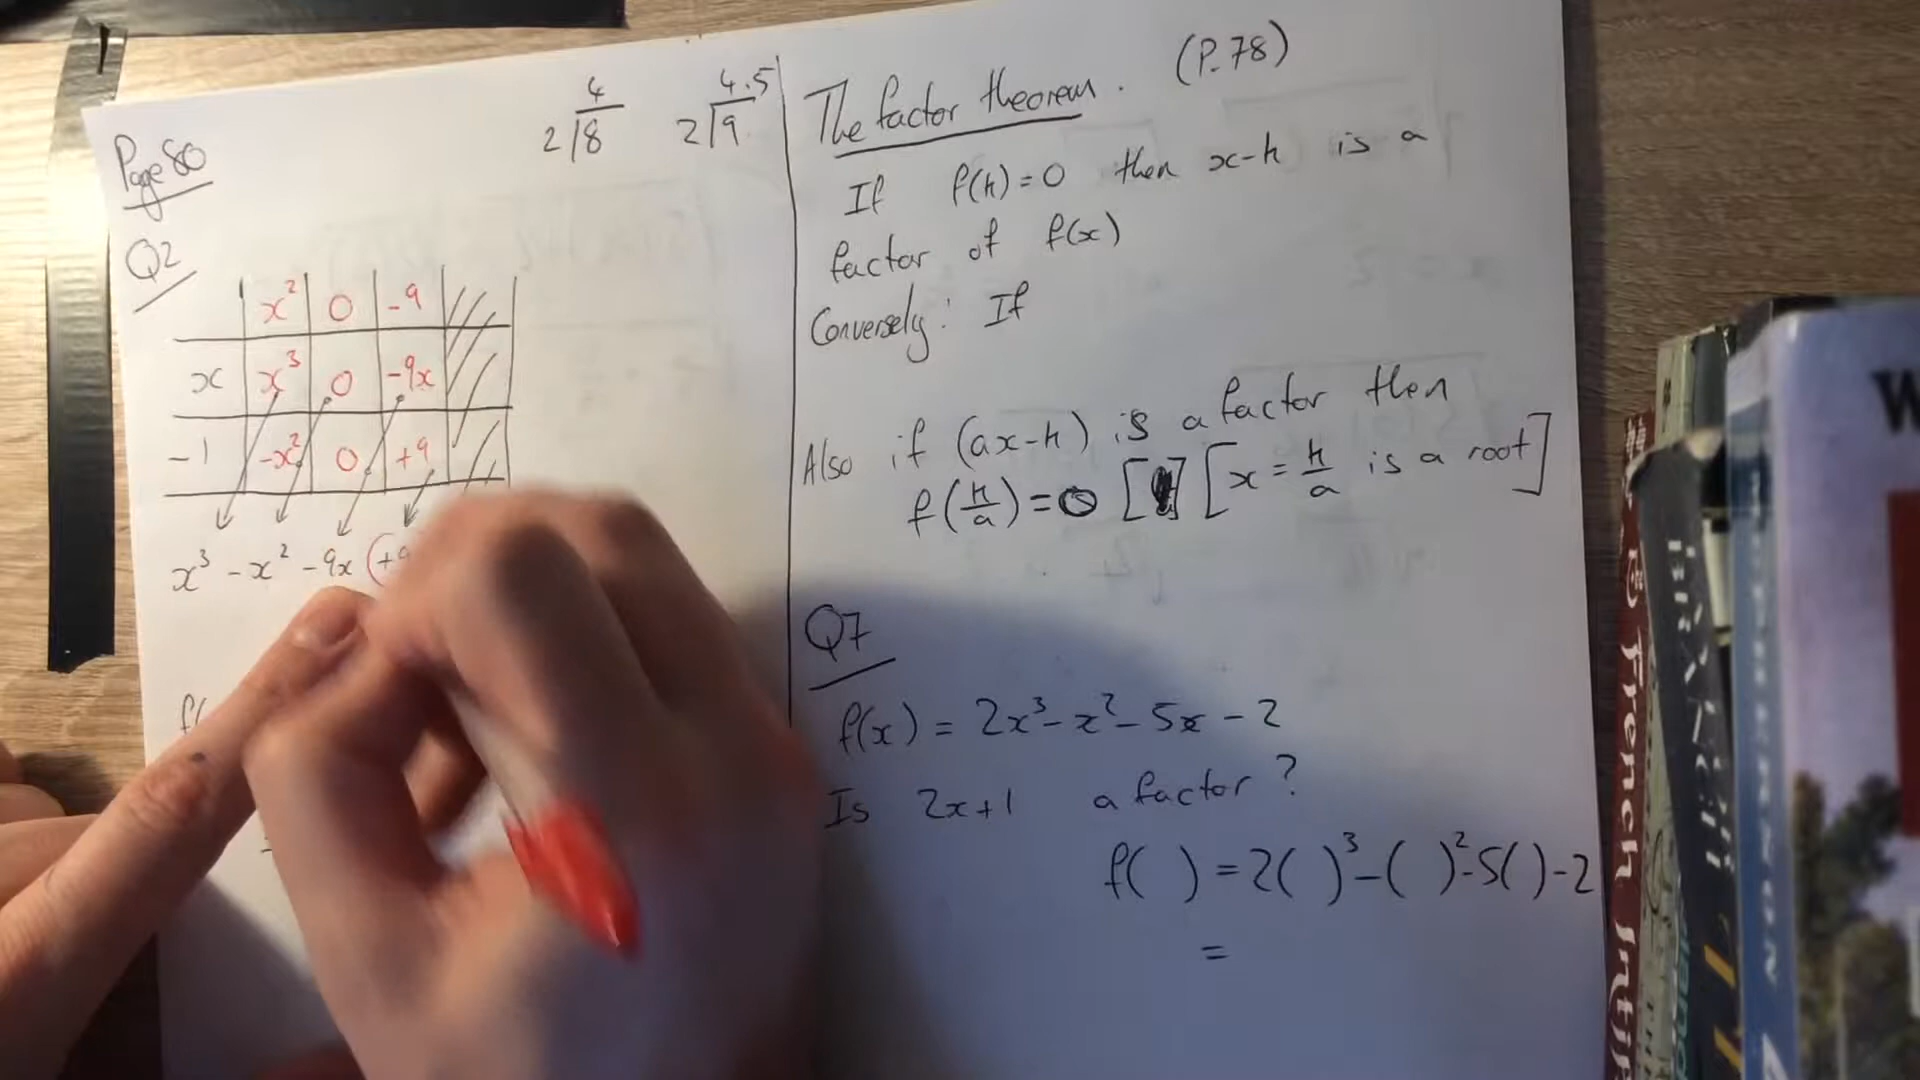 Page 80
2 4 8
2 4.5 9
Q2
x² 0 -9
x x³ 0 -9x
-1 -x² 0 +9
x³ - x² - 9x +9
f(
The factor theorem. (P.78)
If f(h)=0 then x-h is a
factor of f(x)
Conversely: If
Also if (ax-h) is a factor then
f(h/a)=0 [ ] [x = h/a is a root]
Q7
f(x) = 2x³-x²-5x-2
Is 2x+1 a factor?
f( ) = 2( )³-( )²-5( )-2
=
French
W